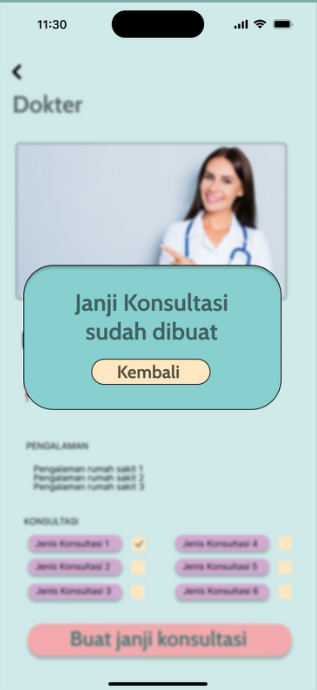 11:30
Dokter
Janji Konsultasi
sudah dibuat
Kembali
PENGALAMAN
Pengalaman rumah sakit 1
Pengalaman rumah sakit 2
Pengalaman rumah sakit 3
KONSULTASI
Jenis Konsultasi 1
Jenis Konsultasi 4
Jenis Konsultasi 2
Jenis Konsultasi 5
Jenis Konsultasi 3
Jenis Konsultasi 6
Buat janji konsultasi